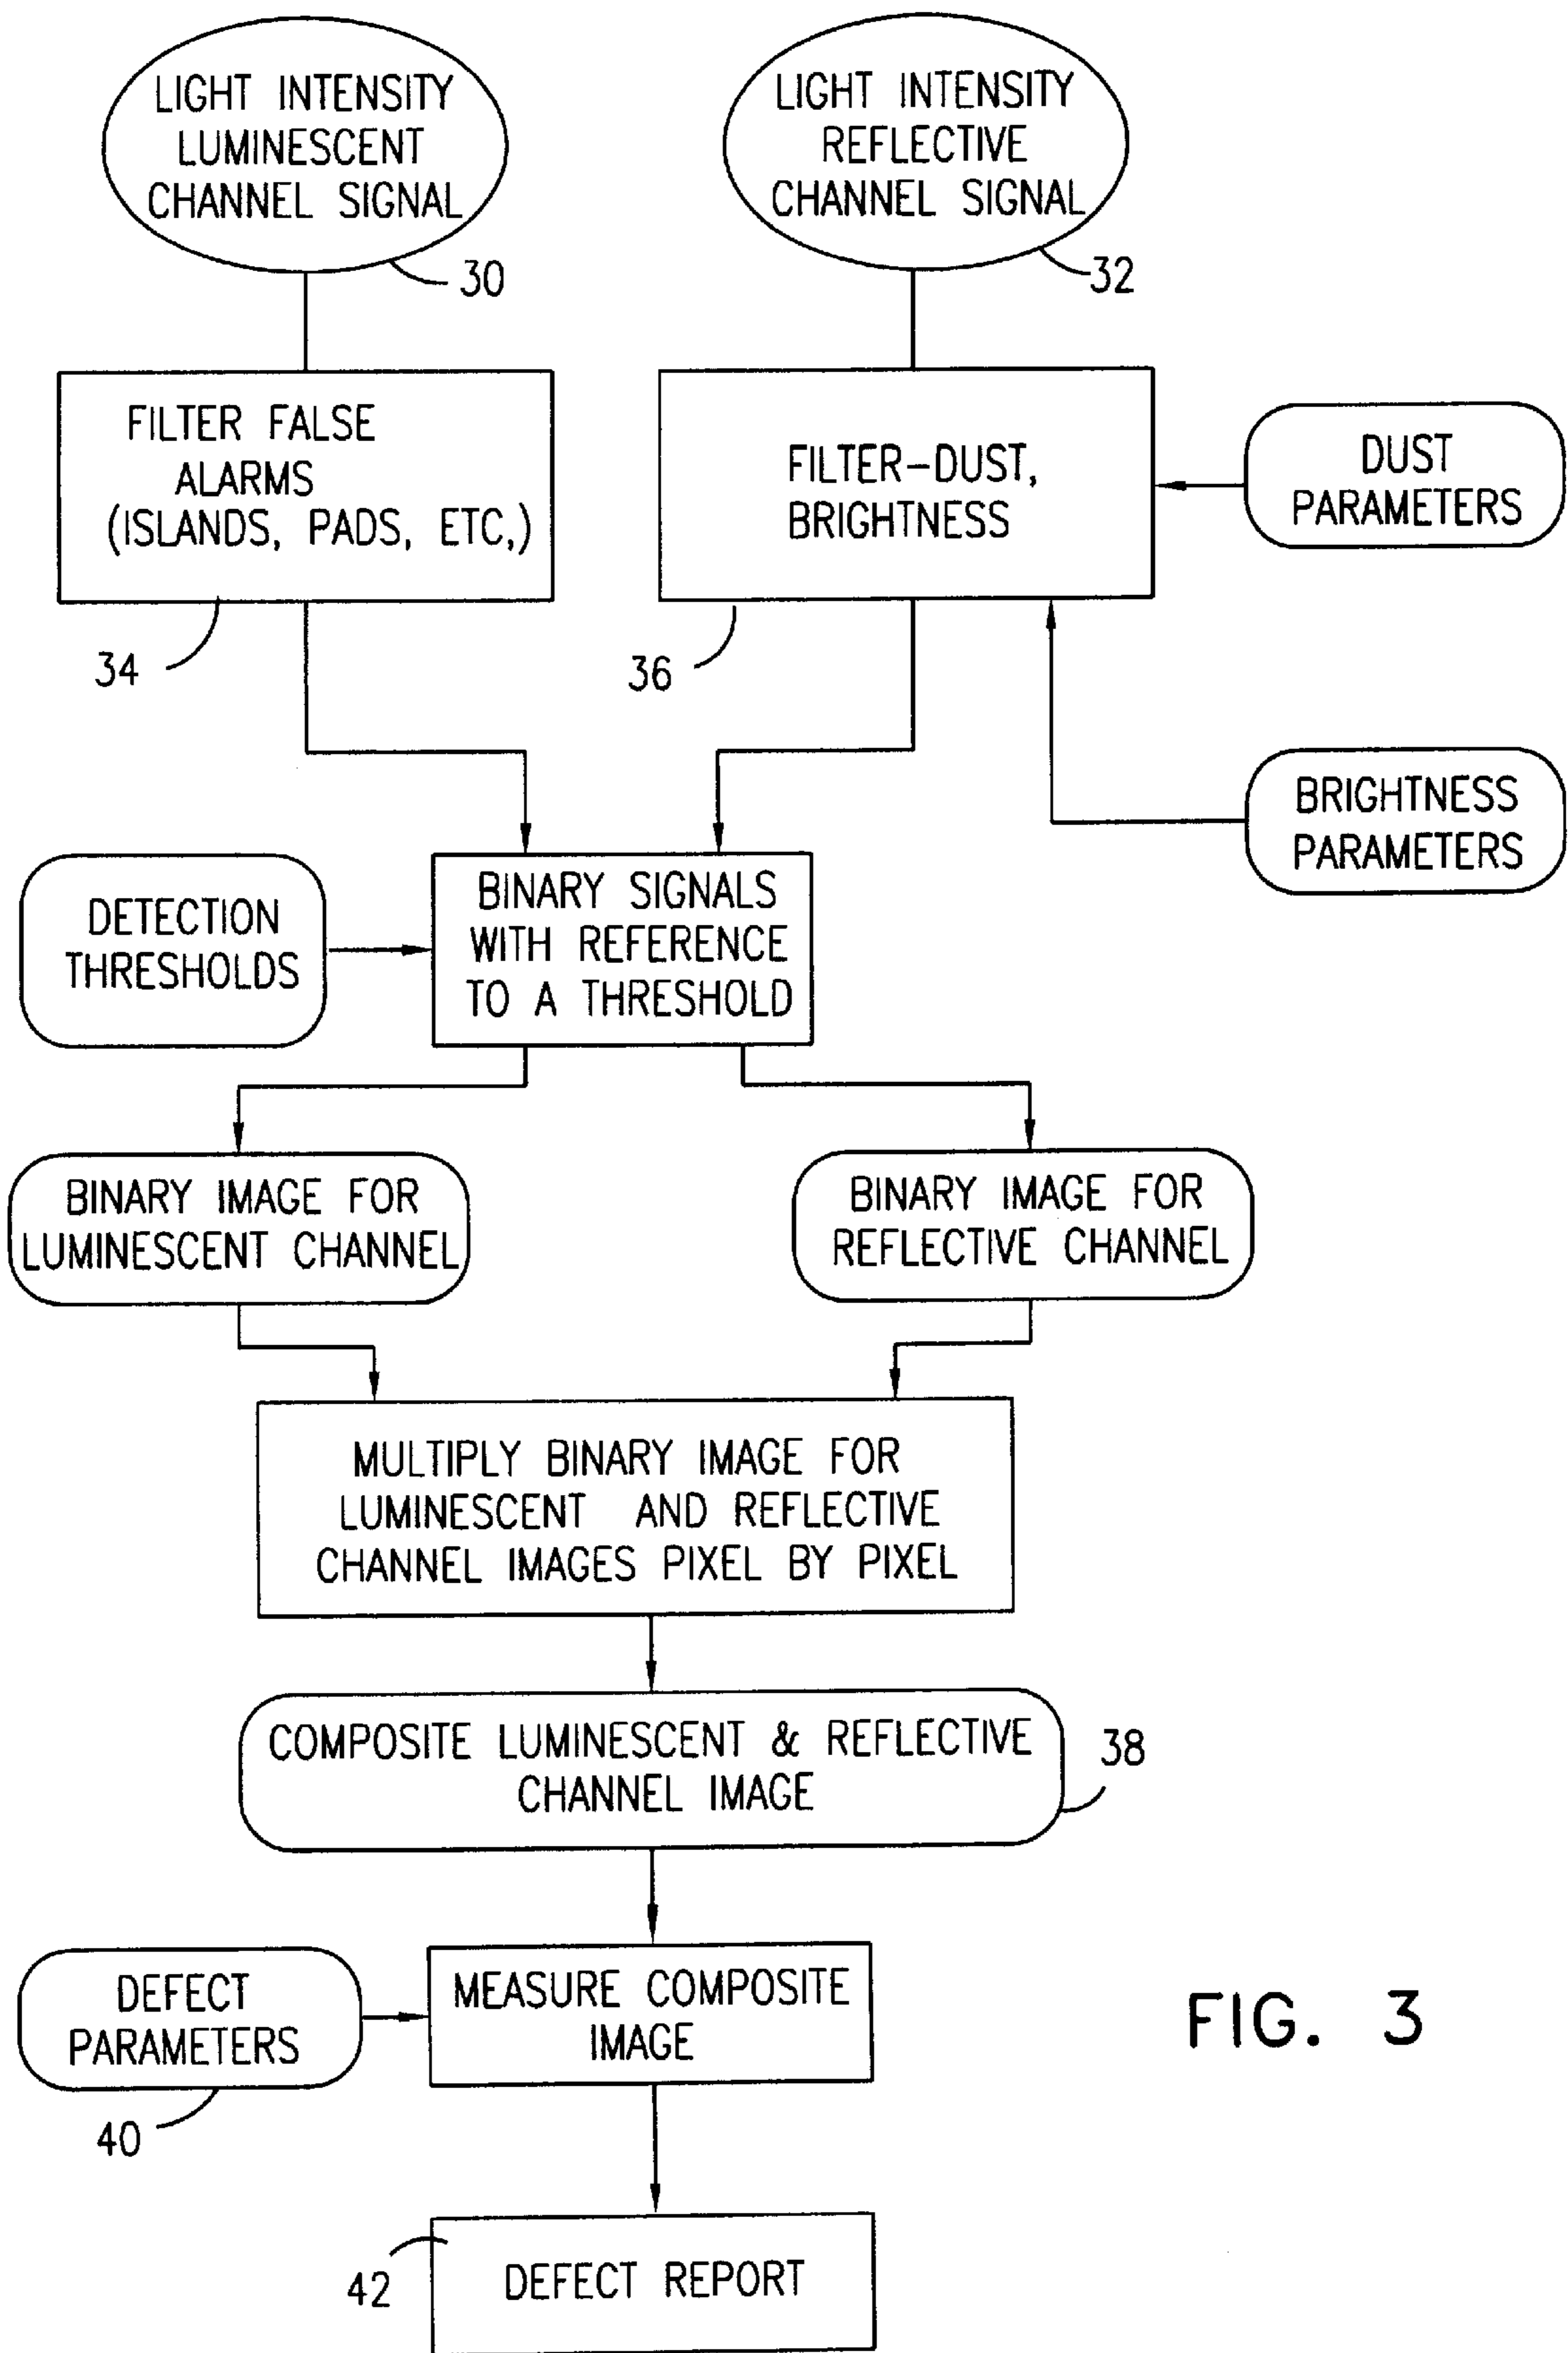 LIGHT INTENSITY
LUMINESCENT
CHANNEL SIGNAL
30
LIGHT INTENSITY
REFLECTIVE
CHANNEL SIGNAL
32
FILTER FALSE
ALARMS
(ISLANDS, PADS, ETC,)
34
FILTER-DUST,
BRIGHTNESS
36
DUST
PARAMETERS
BRIGHTNESS
PARAMETERS
DETECTION
THRESHOLDS
BINARY SIGNALS
WITH REFERENCE
TO A THRESHOLD
BINARY IMAGE FOR
LUMINESCENT CHANNEL
BINARY IMAGE FOR
REFLECTIVE CHANNEL
MULTIPLY BINARY IMAGE FOR
LUMINESCENT AND REFLECTIVE
CHANNEL IMAGES PIXEL BY PIXEL
COMPOSITE LUMINESCENT & REFLECTIVE
CHANNEL IMAGE
38
DEFECT
PARAMETERS
40
MEASURE COMPOSITE
IMAGE
FIG. 3
42
DEFECT REPORT